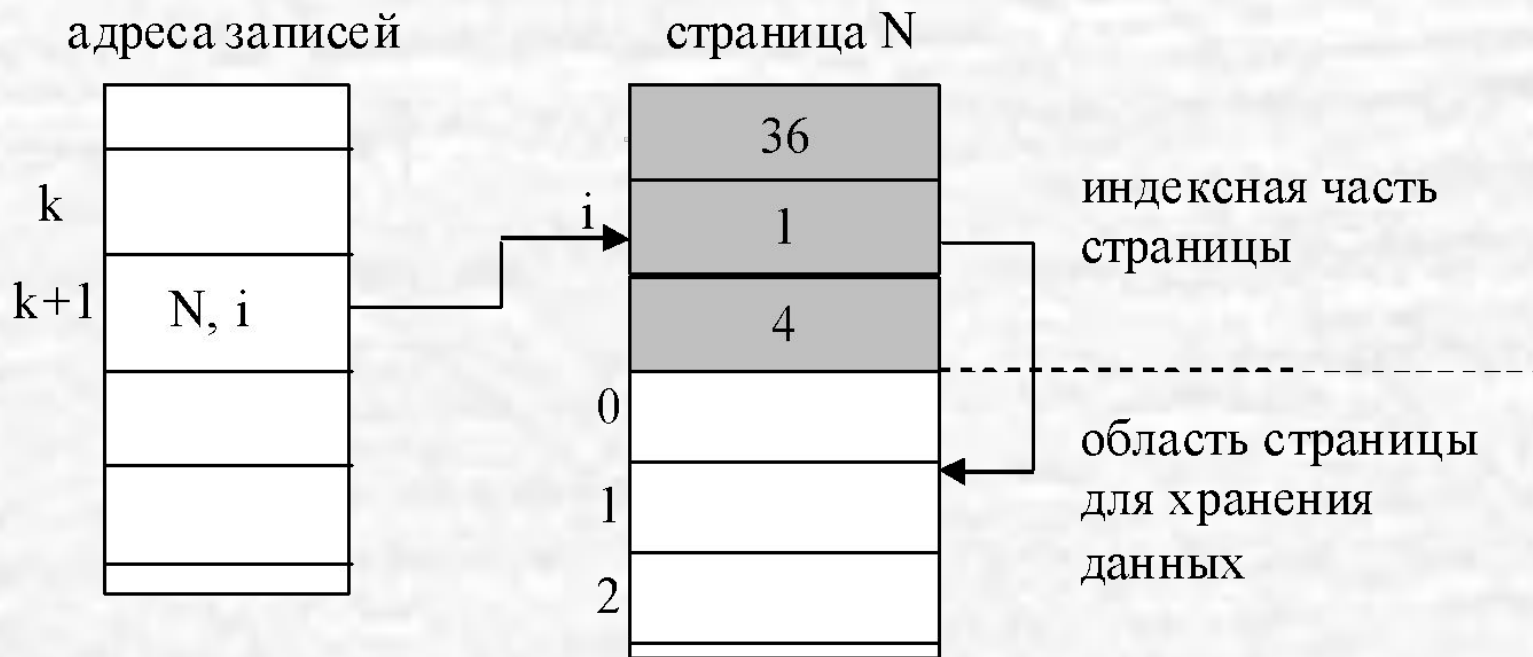 адреса записей
страница N
36
k
i
1
индексная часть
страницы
k+1
N, i
4
0
область страницы
1
для хранения
2
данных